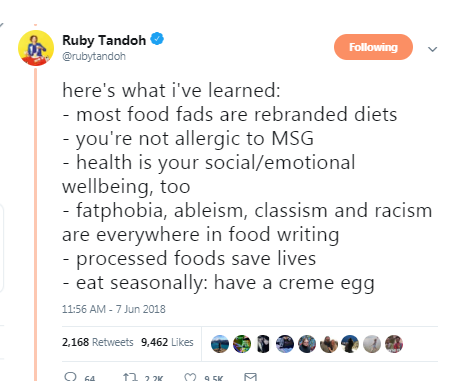 Ruby Tandoh
@rubytandoh
Following
here's what i've learned:
- most food fads are rebranded diets
- you're not allergic to MSG
- health is your social/emotional
wellbeing, too
- fatphobia, ableism, classism and racism
are everywhere in food writing
- processed foods save lives
- eat seasonally: have a creme egg
11:56 AM - 7 Jun 2018
2,168 Retweets 9,462 Likes
64 2.2K 9.5K